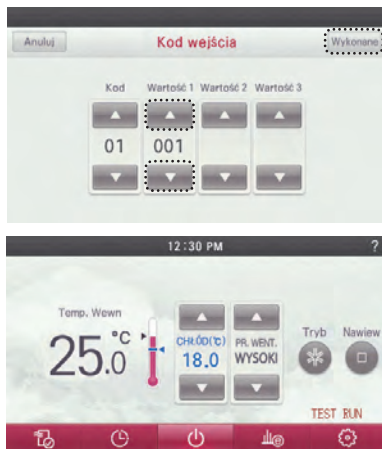 Anuluj Kod wejścia Wykonane
Kod Wartość 1 Wartość 2 Wartość 3
01 001
12:30 PM ?
Temp. Wewn
25.0 °C
CHŁÓD(℃) PR. WENT.
18.0 WYSOKI
Tryb Nawiew
TEST RUN